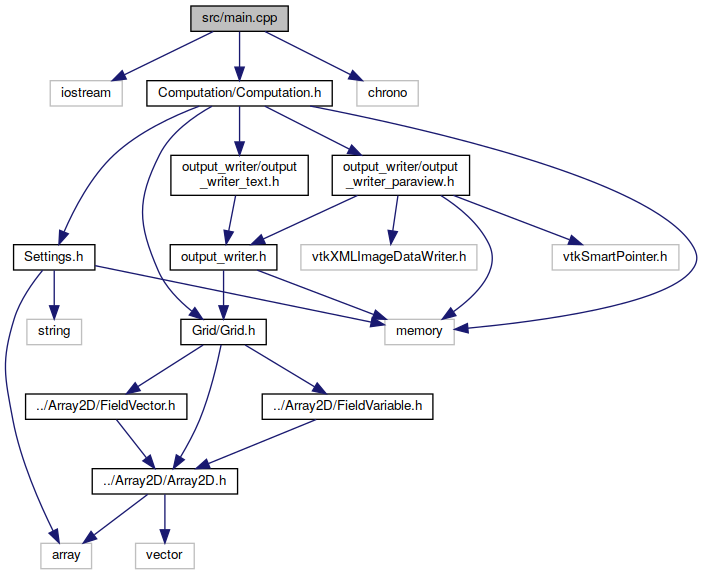 src/main.cpp
iostream
Computation/Computation.h
chrono
output_writer/output
_writer_text.h
output_writer/output
_writer_paraview.h
Settings.h
output_writer.h
vtkXMLImageDataWriter.h
vtkSmartPointer.h
string
Grid/Grid.h
memory
../Array2D/FieldVector.h
../Array2D/FieldVariable.h
../Array2D/Array2D.h
array
vector